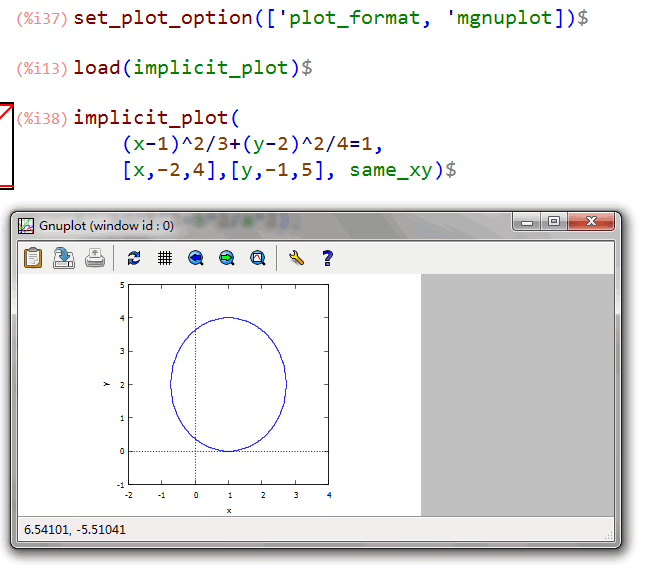 (%i37) set_plot_option(['plot_format, 'mgnuplot])$
(%i13) load(implicit_plot)$
(%i38) implicit_plot(
(x-1)^2/3+(y-2)^2/4=1,
[x,-2,4],[y,-1,5], same_xy)$
Gnuplot (window id : 0)
5
4
3
2
1
0
-1
Y
-2 -1 0 1 2 3 4
x
6.54101, -5.51041